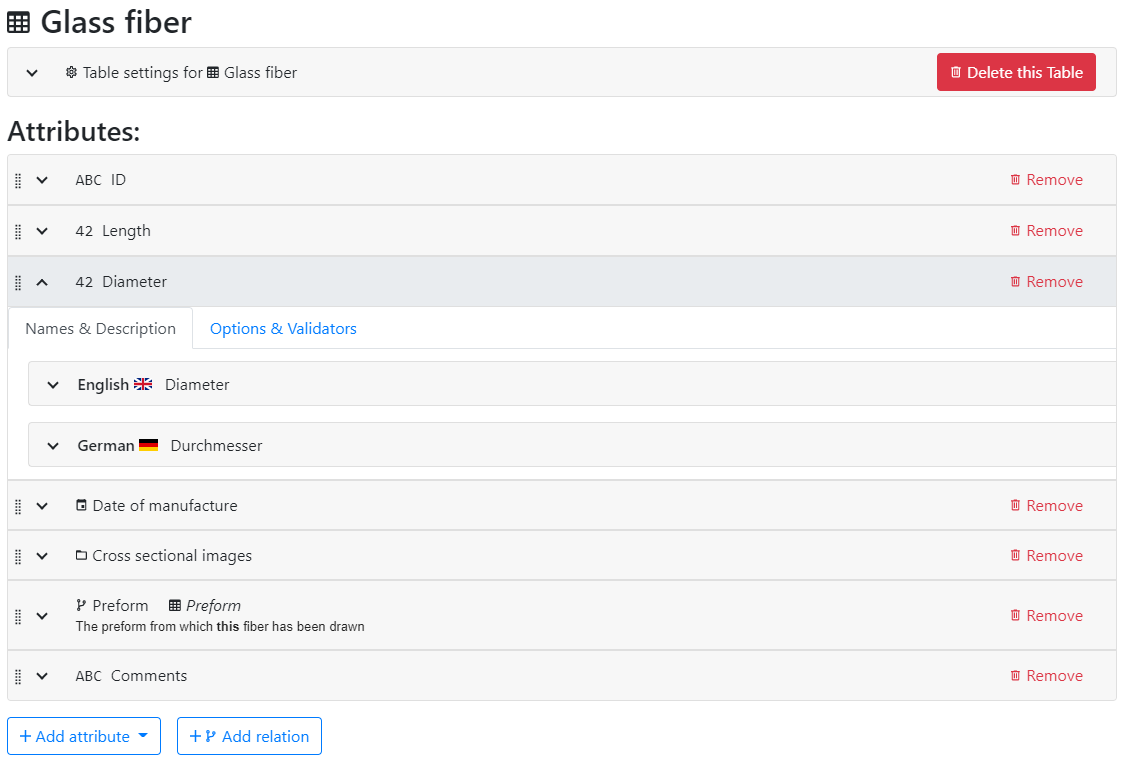 Glass fiber
Table settings for Glass fiber Delete this Table
Attributes:
ABC ID Remove
42 Length Remove
42 Diameter Remove
Names & Description Options & Validators
English Diameter
German Durchmesser
Date of manufacture Remove
Cross sectional images Remove
Preform Preform
The preform from which this fiber has been drawn Remove
ABC Comments Remove
+ Add attribute + Add relation